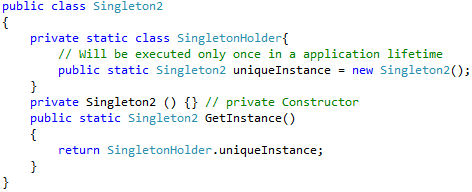 public class Singleton2
{
    private static class SingletonHolder{
        // Will be executed only once in a application lifetime
        public static Singleton2 uniqueInstance = new Singleton2();
    }
    private Singleton2 () {} // private Constructor
    public static Singleton2 GetInstance()
    {
        return SingletonHolder.uniqueInstance;
    }
}